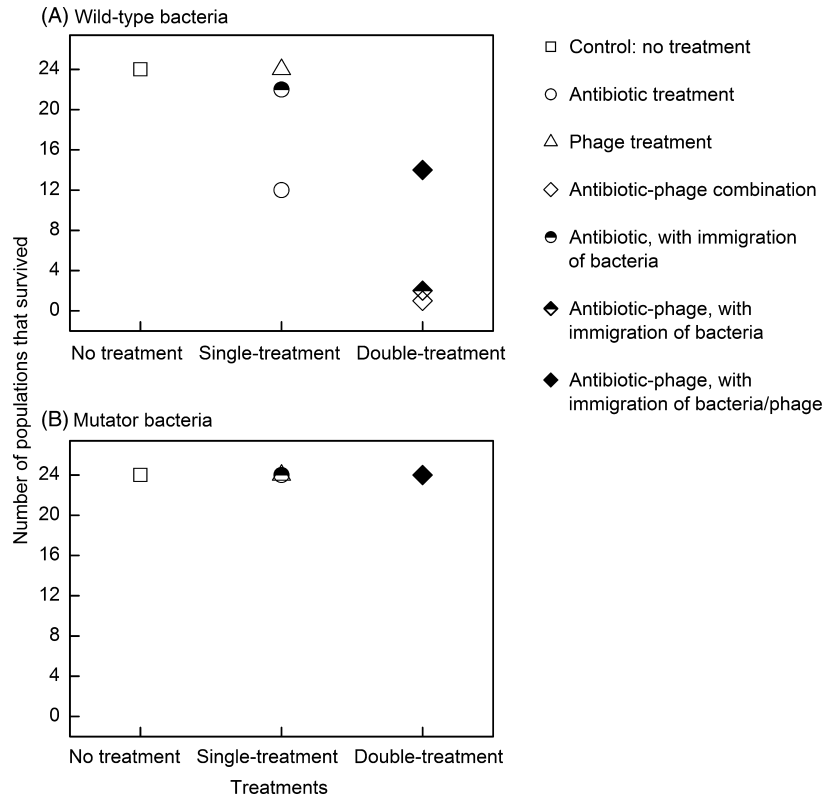 (A) Wild-type bacteria
24
20
16
12
8
4
0
No treatment Single-treatment Double-treatment
(B) Mutator bacteria
24
20
16
12
8
4
0
No treatment Single-treatment Double-treatment
Treatments
Number of populations that survived
Control: no treatment
Antibiotic treatment
Phage treatment
Antibiotic-phage combination
Antibiotic, with immigration
of bacteria
Antibiotic-phage, with
immigration of bacteria
Antibiotic-phage, with
immigration of bacteria/phage